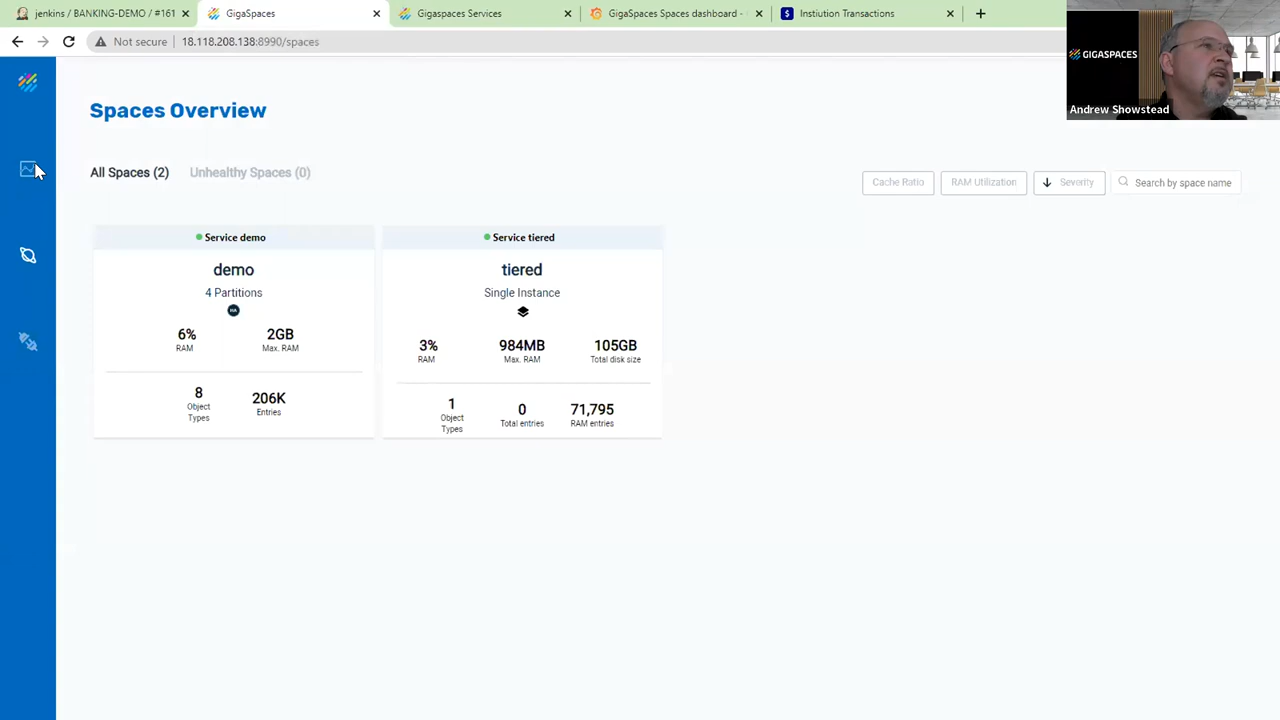 jenkins / BANKING-DEMO / #161
GigaSpaces
Gigaspaces Services
GigaSpaces Spaces dashboard -
Instiution Transactions
Not secure
18.118.208.138:8990/spaces
GIGASPACES
Andrew Showstead
Spaces Overview
All Spaces (2)
Unhealthy Spaces (0)
Cache Ratio
RAM Utilization
Severity
Search by space name
Service demo
demo
4 Partitions
HA
6%
RAM
2GB
Max. RAM
8
Object
Types
206K
Entries
Service tiered
tiered
Single Instance
3%
RAM
984MB
Max. RAM
105GB
Total disk size
1
Object
Types
0
Total entries
71,795
RAM entries